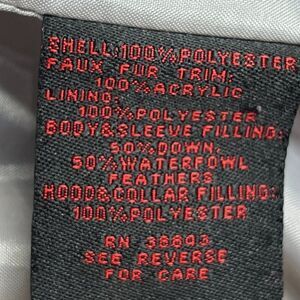 SHELL:100%POLYESTER
FAUX FUR TRIM:
100%ACRYLIC
LINING:
100%POLYESTER
BODY&SLEEVE FILLING:
50%DOWN,
50%WATERFOWL
FEATHERS
HOOD&COLLAR FILLING:
100%POLYESTER
RN 38803
SEE REVERSE
FOR CARE